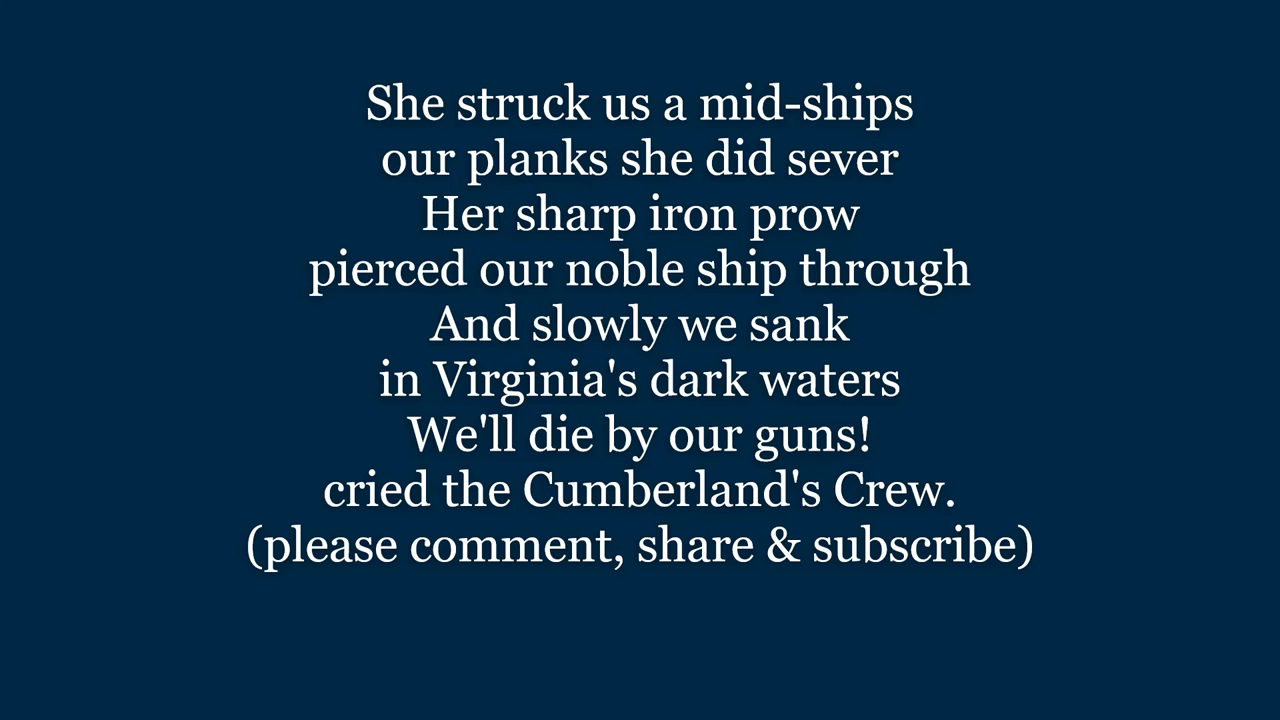 She struck us a mid-ships
our planks she did sever
Her sharp iron prow
pierced our noble ship through
And slowly we sank
in Virginia's dark waters
We'll die by our guns!
cried the Cumberland's Crew.
(please comment, share & subscribe)